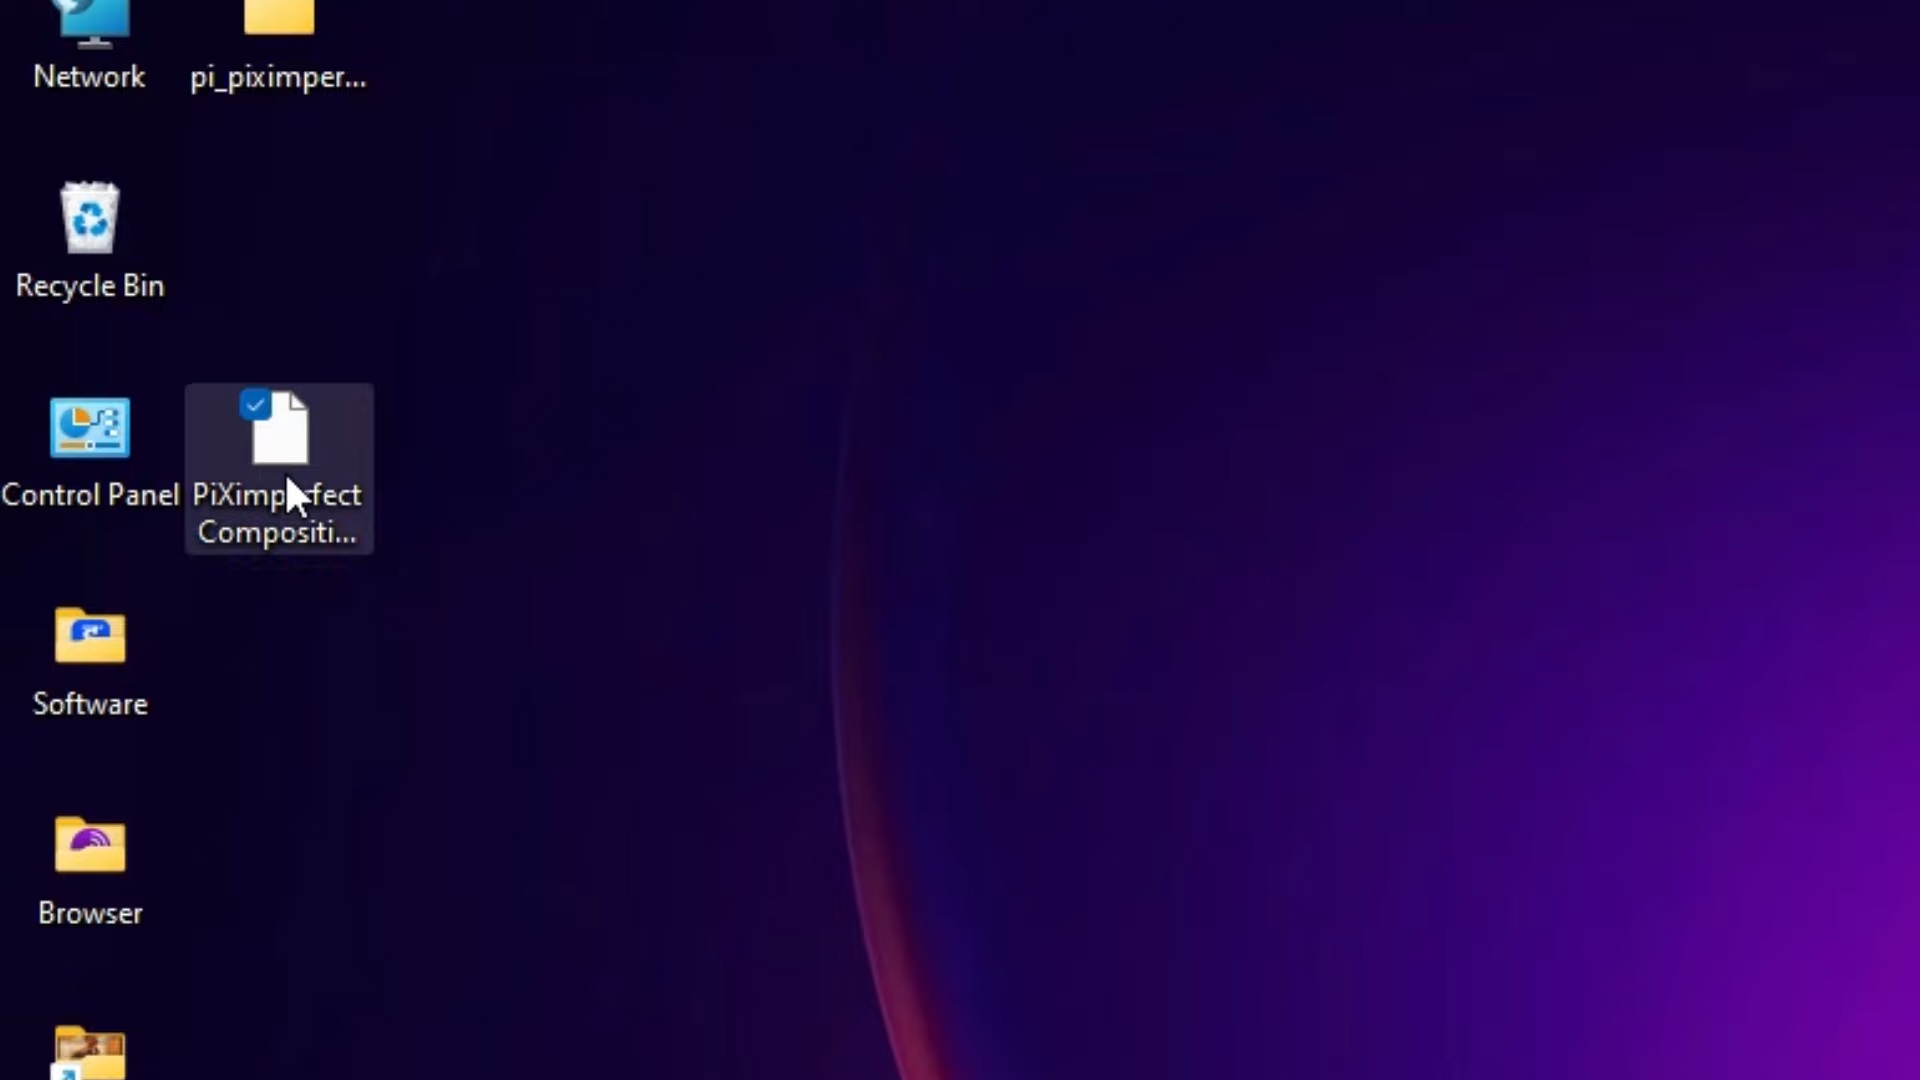 Network
pi_piximper...
Recycle Bin
Control Panel
PiXimperfect
Compositi...
Software
Browser